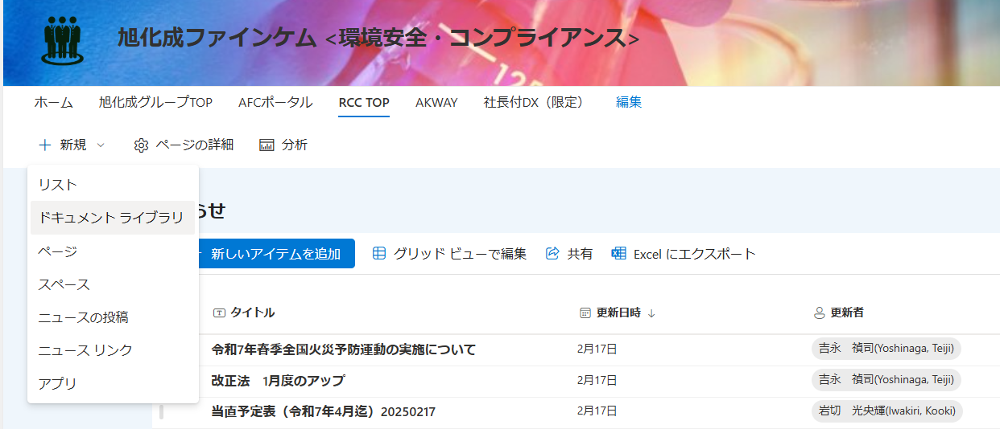 旭化成ファインケム <環境安全・コンプライアンス>
125
ホーム 旭化成グループTOP AFCポータル RCC TOP AKWAY 社長付DX（限定） 編集
新規 ページの詳細 分析
リスト
らせ
ドキュメント ライブラリ
ページ
新しいアイテムを追加 グリッド ビューで編集 共有 Excel にエクスポート
スペース
タイトル 更新日時 ↓ 更新者
ニュースの投稿
令和7年春季全国火災予防運動の実施について 2月17日 吉永　禎司(Yoshinaga, Teiji)
ニュース リンク
改正法　1月度のアップ 2月17日 吉永　禎司(Yoshinaga, Teiji)
アプリ
当直予定表（令和7年4月迄）20250217 2月17日 岩切　光央輝(Iwakiri, Kooki)